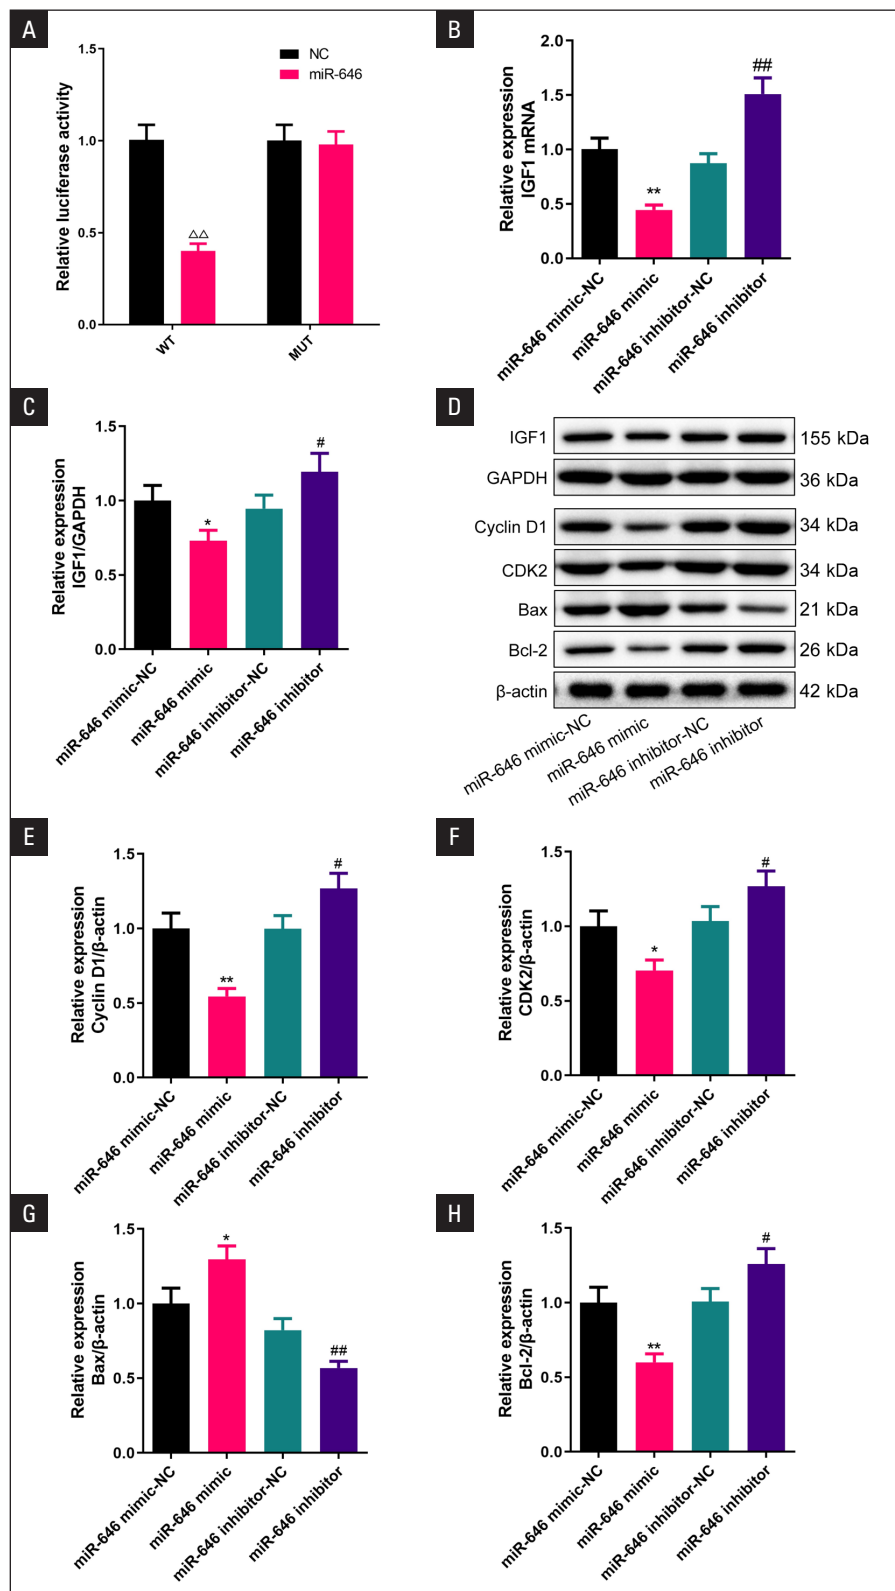 A
Relative luciferase activity
1.5
1.0
0.5
0.0
NC
miR-646
△△
WT
MUT
B
Relative expression
IGF1 mRNA
2.0
1.5
1.0
0.5
0.0
**
##
miR-646 mimic-NC
miR-646 mimic
miR-646 inhibitor-NC
miR-646 inhibitor
C
Relative expression
IGF1/GAPDH
1.5
1.0
0.5
0.0
*
#
miR-646 mimic-NC
miR-646 mimic
miR-646 inhibitor-NC
miR-646 inhibitor
D
IGF1 155 kDa
GAPDH 36 kDa
Cyclin D1 34 kDa
CDK2 34 kDa
Bax 21 kDa
Bcl-2 26 kDa
β-actin 42 kDa
miR-646 mimic-NC
miR-646 mimic
miR-646 inhibitor-NC
miR-646 inhibitor
E
Relative expression
Cyclin D1/β-actin
1.5
1.0
0.5
0.0
**
#
miR-646 mimic-NC
miR-646 mimic
miR-646 inhibitor-NC
miR-646 inhibitor
F
Relative expression
CDK2/β-actin
1.5
1.0
0.5
0.0
*
#
miR-646 mimic-NC
miR-646 mimic
miR-646 inhibitor-NC
miR-646 inhibitor
G
Relative expression
Bax/β-actin
1.5
1.0
0.5
0.0
*
##
miR-646 mimic-NC
miR-646 mimic
miR-646 inhibitor-NC
miR-646 inhibitor
H
Relative expression
Bcl-2/β-actin
1.5
1.0
0.5
0.0
**
#
miR-646 mimic-NC
miR-646 mimic
miR-646 inhibitor-NC
miR-646 inhibitor